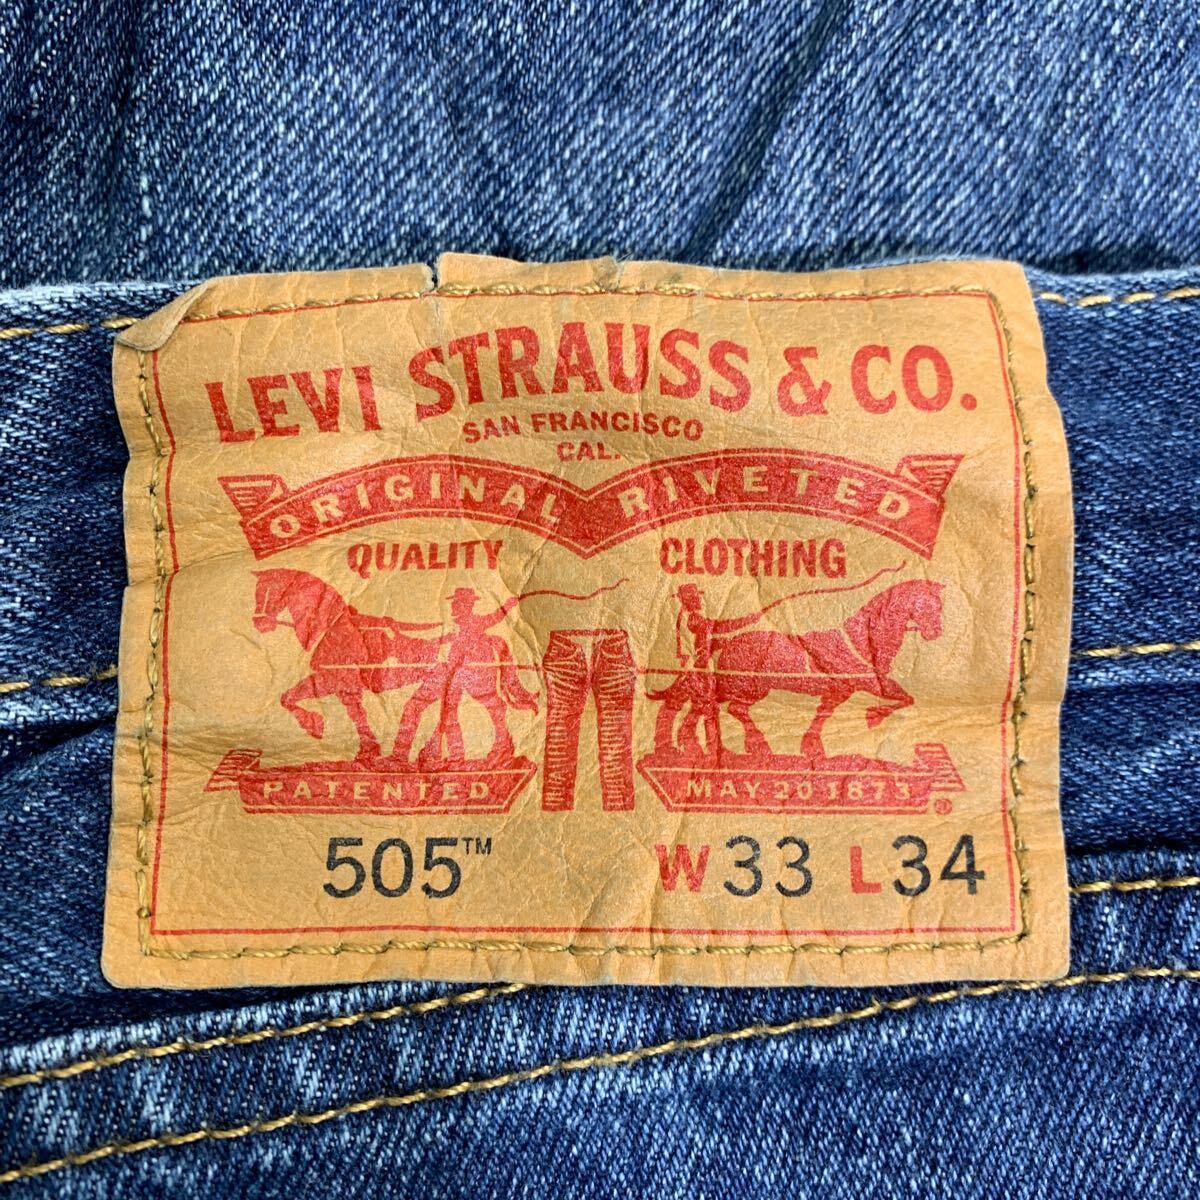 LEVI STRAUSS & CO.
SAN FRANCISCO
CAL.
ORIGINAL RIVETED
QUALITY CLOTHING
PATENTED MAY 20 1873 ®
505™ W33 L34